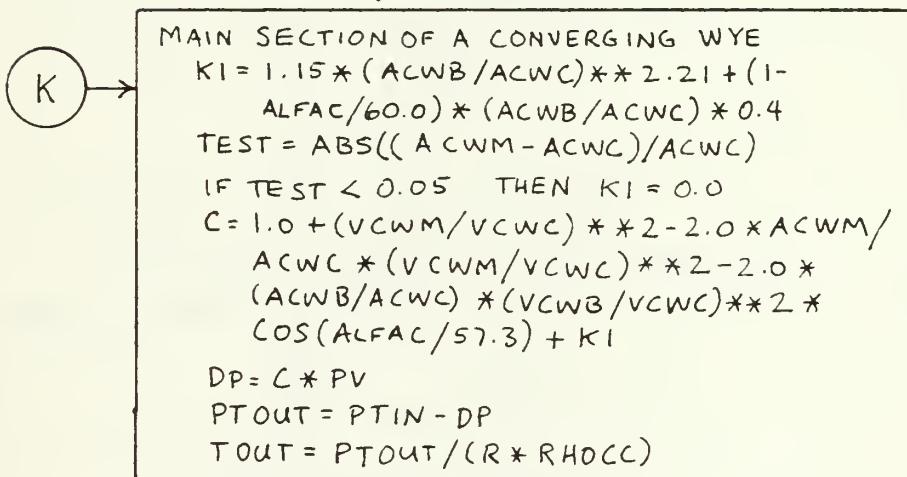 MAIN SECTION OF A CONVERGING WYE
K
K1 = 1.15 * (ACWB/ACWC) ** 2.21 + (1-
ALFAC/60.0) * (ACWB/ACWC) * 0.4
TEST = ABS((ACWM-ACWC)/ACWC)
IF TEST < 0.05 THEN K1 = 0.0
C = 1.0 + (VCWM/VCWC) * * 2 - 2.0 * ACWM/
ACWC * (VCWM/VCWC) * * 2 - 2.0 *
(ACWB/ACWC) * (VCWB/VCWC) ** 2 *
COS(ALFAC/57.3) + K1
DP = C * PV
PTOUT = PTIN - DP
TOUT = PTOUT/(R * RHOCC)